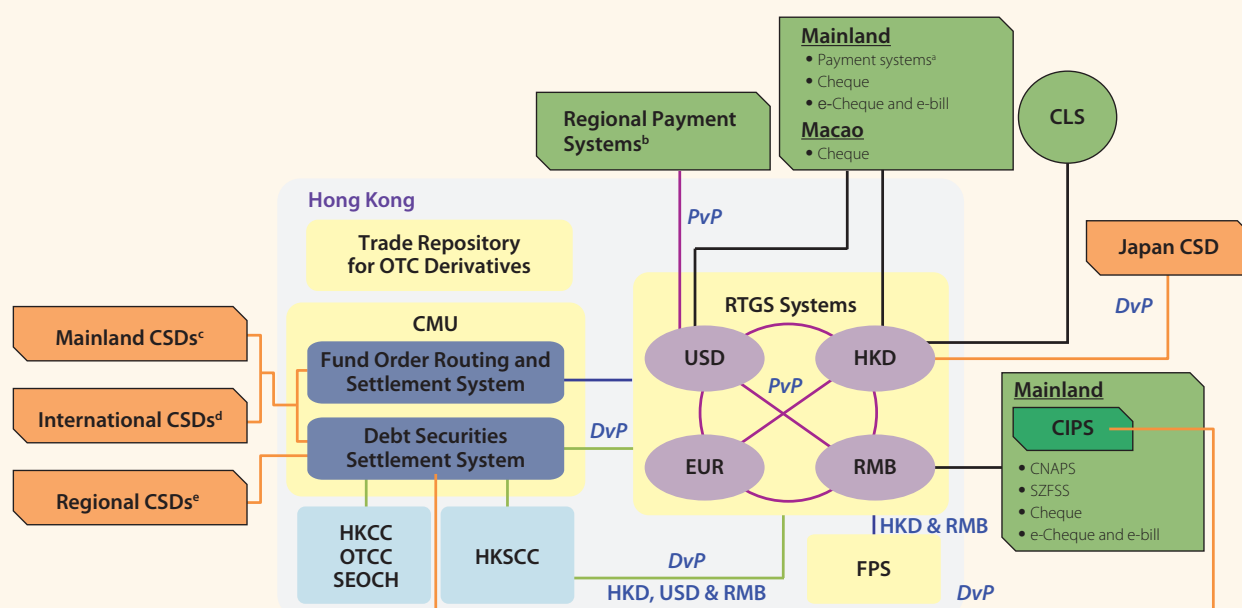 Mainland
• Payment systemsᵃ
• Cheque
• e-Cheque and e-bill
Macao
• Cheque
CLS
Regional Payment
Systemsᵇ
Hong Kong
PvP
Trade Repository
for OTC Derivatives
Japan CSD
DvP
RTGS Systems
CMU
Mainland CSDsᶜ
Fund Order Routing and
Settlement System
USD
HKD
PvP
International CSDsᵈ
Debt Securities
Settlement System
DvP
EUR
RMB
Mainland
CIPS
• CNAPS
• SZFSS
• Cheque
• e-Cheque and e-bill
Regional CSDsᵉ
HKCC
OTCC
SEOCH
HKSCC
DvP
HKD, USD & RMB
HKD & RMB
FPS
DvP